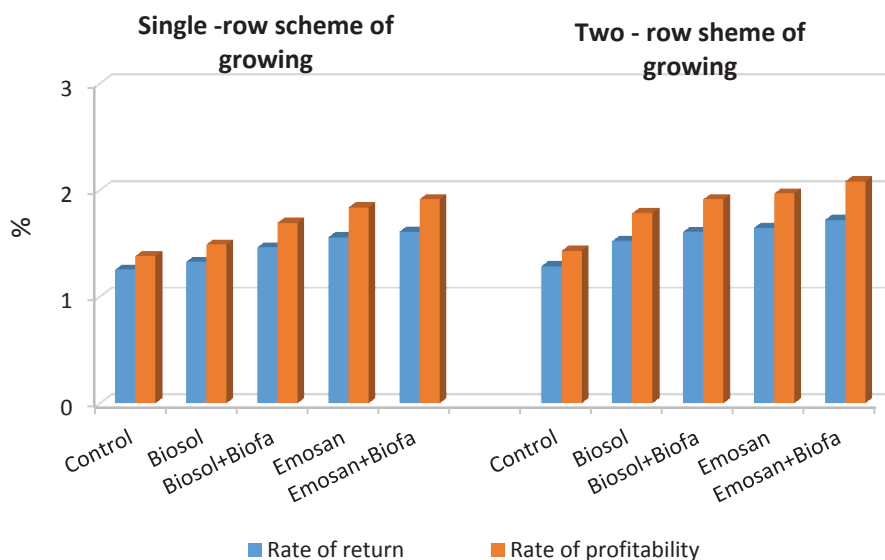 Single -row scheme of
growing
Two - row sheme of
growing
3
2
1
0
%
Control
Biosol
Biosol+Biofa
Emosan
Emosan+Biofa
Control
Biosol
Biosol+Biofa
Emosan
Emosan+Biofa
Rate of return
Rate of profitability